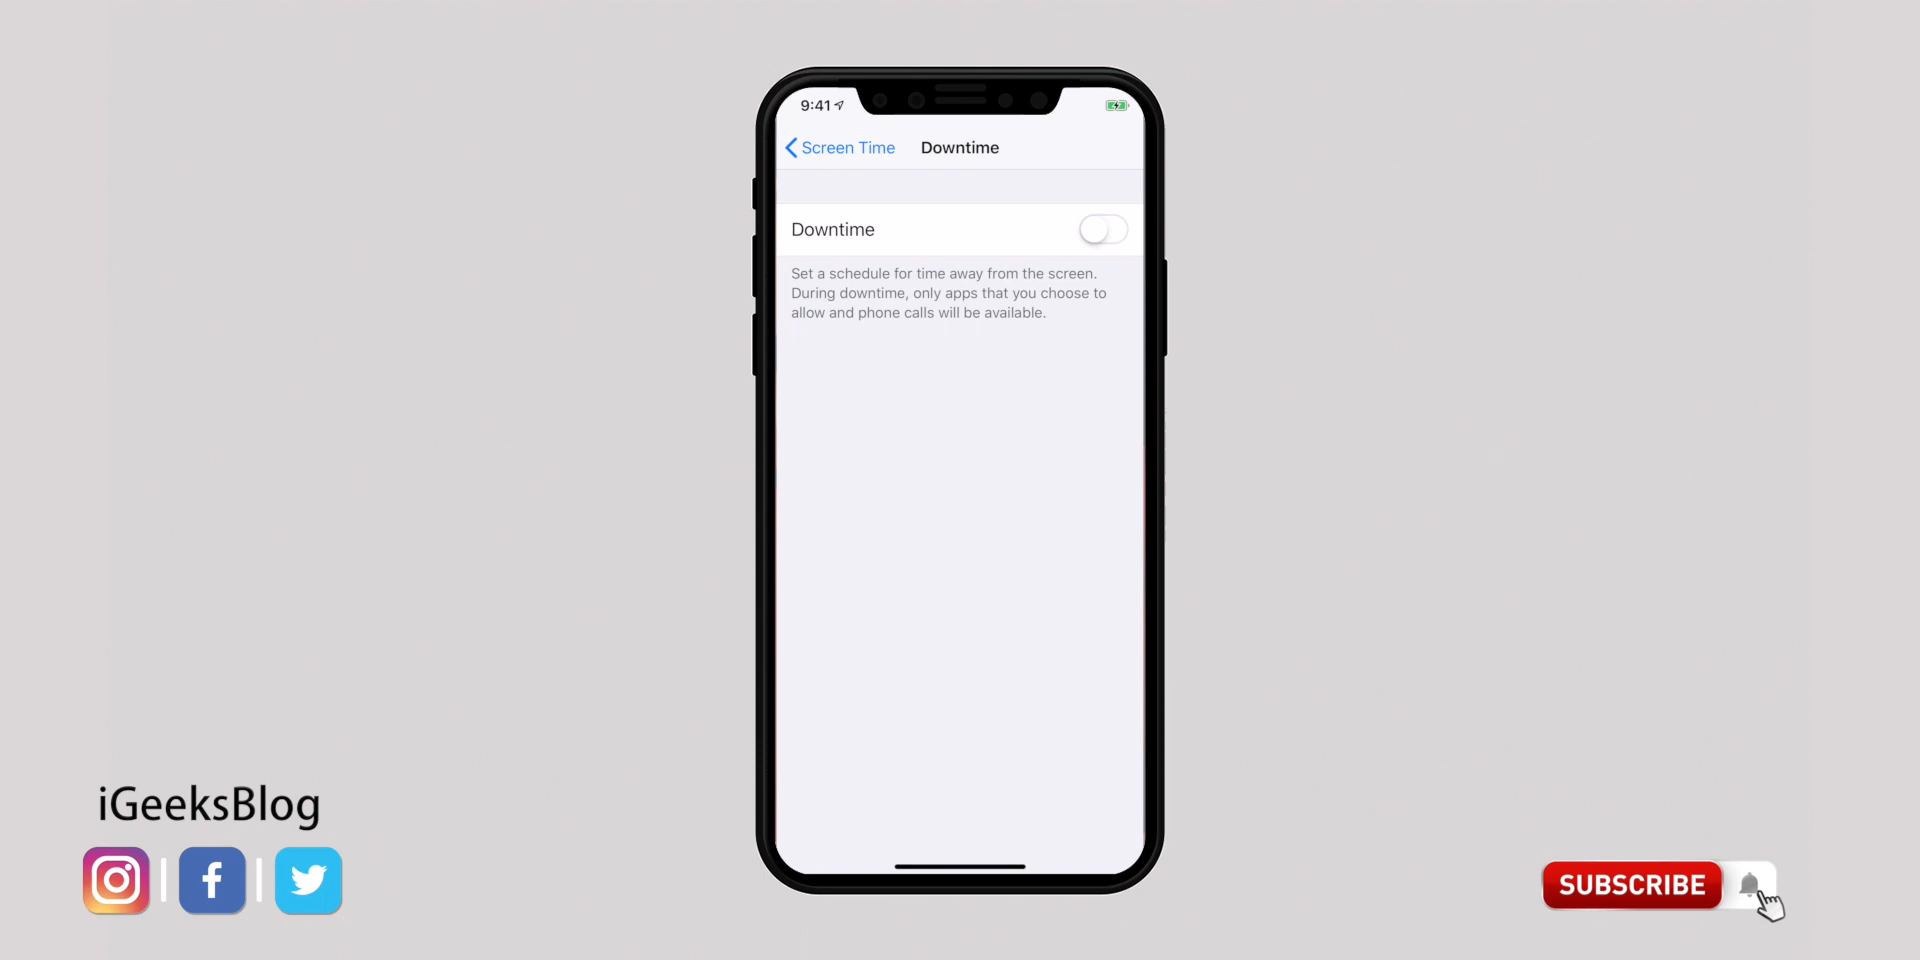 9:41
Screen Time
Downtime
Downtime
Set a schedule for time away from the screen.
During downtime, only apps that you choose to
allow and phone calls will be available.
iGeeksBlog
SUBSCRIBE